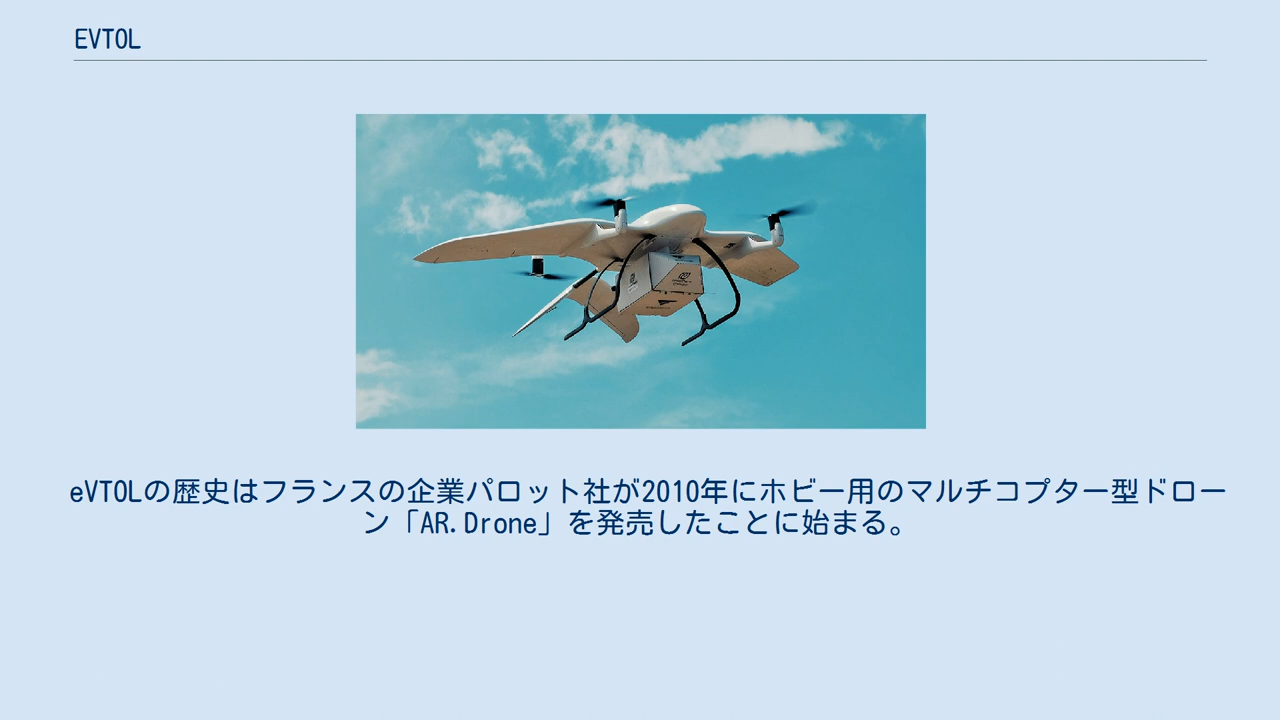 EVTOL
eVTOLの歴史はフランスの企業パロット社が2010年にホビー用のマルチコプター型ドロー
ン「AR.Drone」を発売したことに始まる。